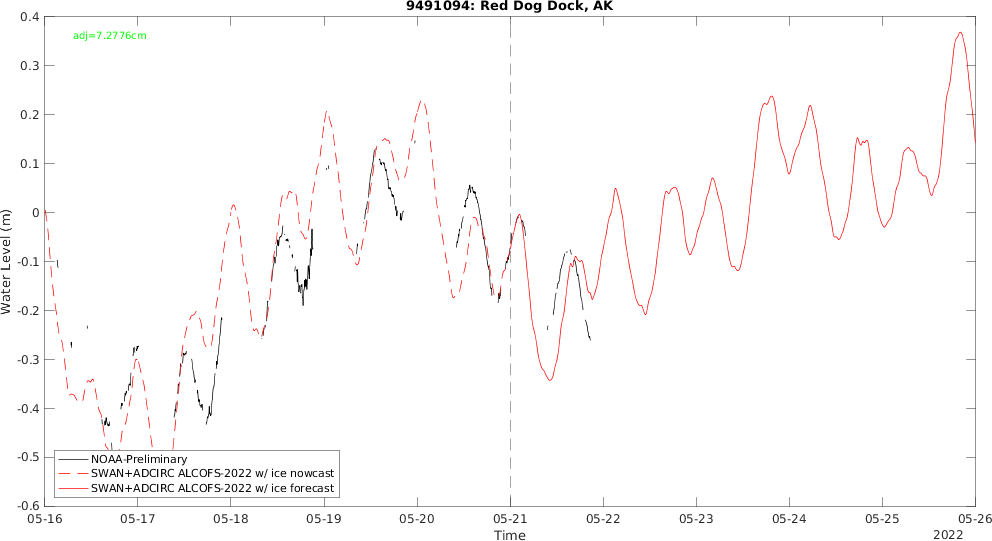 9491094: Red Dog Dock, AK
adj=7.2776cm
0.4
0.3
0.2
0.1
0
-0.1
-0.2
-0.3
-0.4
-0.5
-0.6
Water Level (m)
NOAA-Preliminary
SWAN+ADCIRC ALCOFS-2022 w/ ice nowcast
SWAN+ADCIRC ALCOFS-2022 w/ ice forecast
05-16 05-17 05-18 05-19 05-20 05-21 05-22 05-23 05-24 05-25 05-26
Time
2022